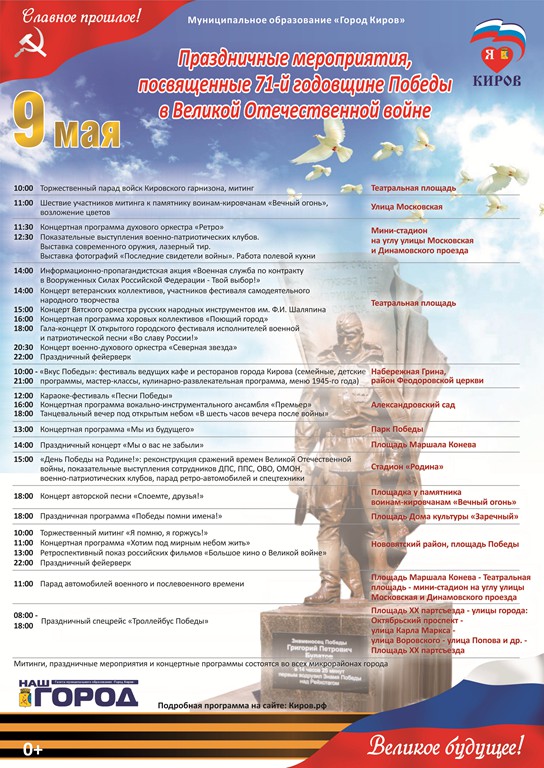 Славное прошлое!
Муниципальное образование «Город Киров»
Я
КИРОВ
Праздничные мероприятия,
посвященные 71-й годовщине Победы
в Великой Отечественной войне
9 мая
10:00 Торжественный парад войск Кировского гарнизона, митинг Театральная площадь
11:00 Шествие участников митинга к памятнику воинам-кировчанам «Вечный огонь»,
возложение цветов
Улица Московская
11:30 Концертная программа духового оркестра «Ретро»
12:30 Показательные выступления военно-патриотических клубов.
Выставка современного оружия, лазерный тир.
Выставка фотографий «Последние свидетели войны». Работа полевой кухни
Мини-стадион
на углу улицы Московская
и Динамовского проезда
14:00 Информационно-пропагандистская акция «Военная служба по контракту
в Вооруженных Силах Российской Федерации - Твой выбор!»
14:00 Концерт ветеранских коллективов, участников фестиваля самодеятельного
народного творчества
15:00 Концерт Вятского оркестра русских народных инструментов им. Ф.И. Шаляпина
16:00 Концертная программа хоровых коллективов «Поющий город»
18:00 Гала-концерт IX открытого городского фестиваля исполнителей военной
и патриотической песни «Во славу России!»
20:30 Концерт военно-духового оркестра «Северная звезда»
22:00 Праздничный фейерверк
Театральная площадь
10:00 - «Вкус Победы»: фестиваль ведущих кафе и ресторанов города Кирова (семейные, детские
21:00 программы, мастер-классы, кулинарно-развлекательная программа, меню 1945-го года)
Набережная Грина,
район Феодоровской церкви
12:00 Караоке-фестиваль «Песни Победы»
16:00 Концертная программа вокально-инструментального ансамбля «Премьер»
18:00 Танцевальный вечер под открытым небом «В шесть часов вечера после войны»
Александровский сад
13:00 Концертная программа «Мы из будущего» Парк Победы
14:00 Праздничный концерт «Мы о вас не забыли» Площадь Маршала Конева
15:00 «День Победы на Родине!»: реконструкция сражений времен Великой Отечественной
войны, показательные выступления сотрудников ДПС, ППС, ОВО, ОМОН,
военно-патриотических клубов, парад ретро-автомобилей и спецтехники
Стадион «Родина»
18:00 Концерт авторской песни «Споемте, друзья!»
Площадка у памятника
воинам-кировчанам «Вечный огонь»
18:00 Праздничная программа «Победы помни имена!» Площадь Дома культуры «Заречный»
10:00 Торжественный митинг «Я помню, я горжусь!»
11:00 Концертная программа «Хотим под мирным небом жить»
13:00 Ретроспективный показ российских фильмов «Большое кино о Великой войне»
22:00 Праздничный фейерверк
Нововятский район, площадь Победы
11:00 Парад автомобилей военного и послевоенного времени
Площадь Маршала Конева - Театральная
площадь - мини-стадион на углу улицы
Московская и Динамовского проезда
08:00 -
18:00
Праздничный спецрейс «Троллейбус Победы»
Площадь XX партсъезда - улицы города:
Октябрьский проспект -
улица Карла Маркса -
улица Воровского - улица Попова и др. -
Площадь XX партсъезда
Знаменосец Победы
Григорий Петрович
Булатов
в 14 часов 25 минут
первым водрузил Знамя Победы
над Рейхстагом
Митинги, праздничные мероприятия и концертные программы состоятся во всех микрорайонах города
НАШ
ГОРОД
Подробная программа на сайте: Киров.рф
0+
Великое будущее!